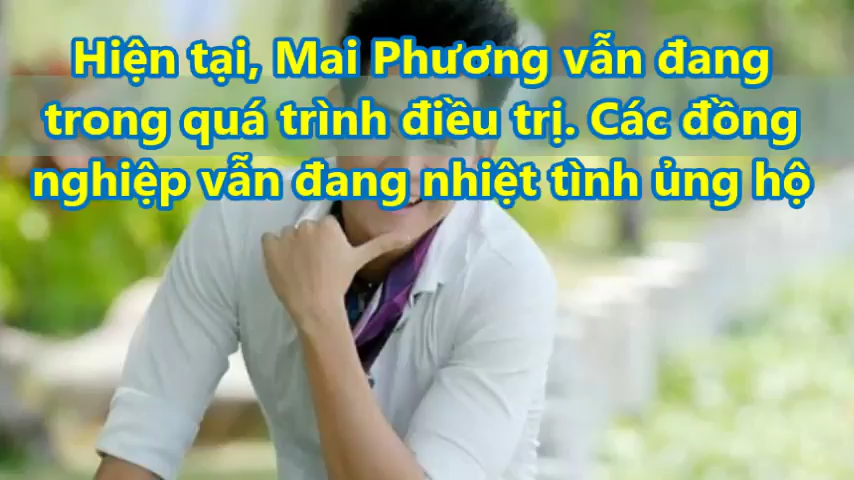 Hiện tại, Mai Phương vẫn đang
trong quá trình điều trị. Các đồng
nghiệp vẫn đang nhiệt tình ủng hộ